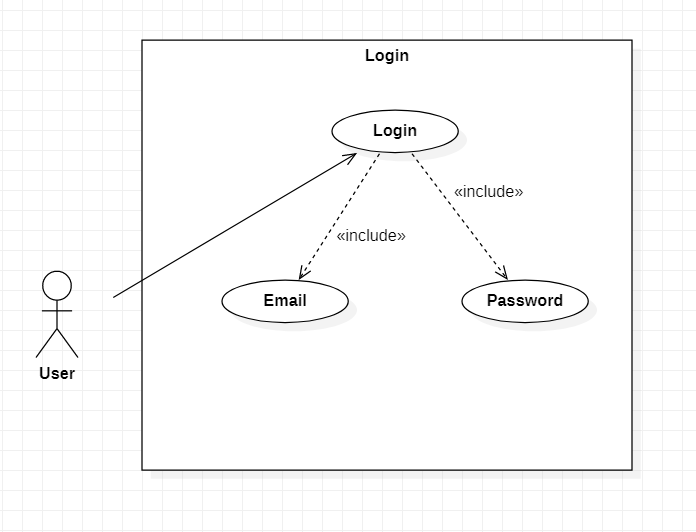 Login
Login
«include»
«include»
Email
Password
User